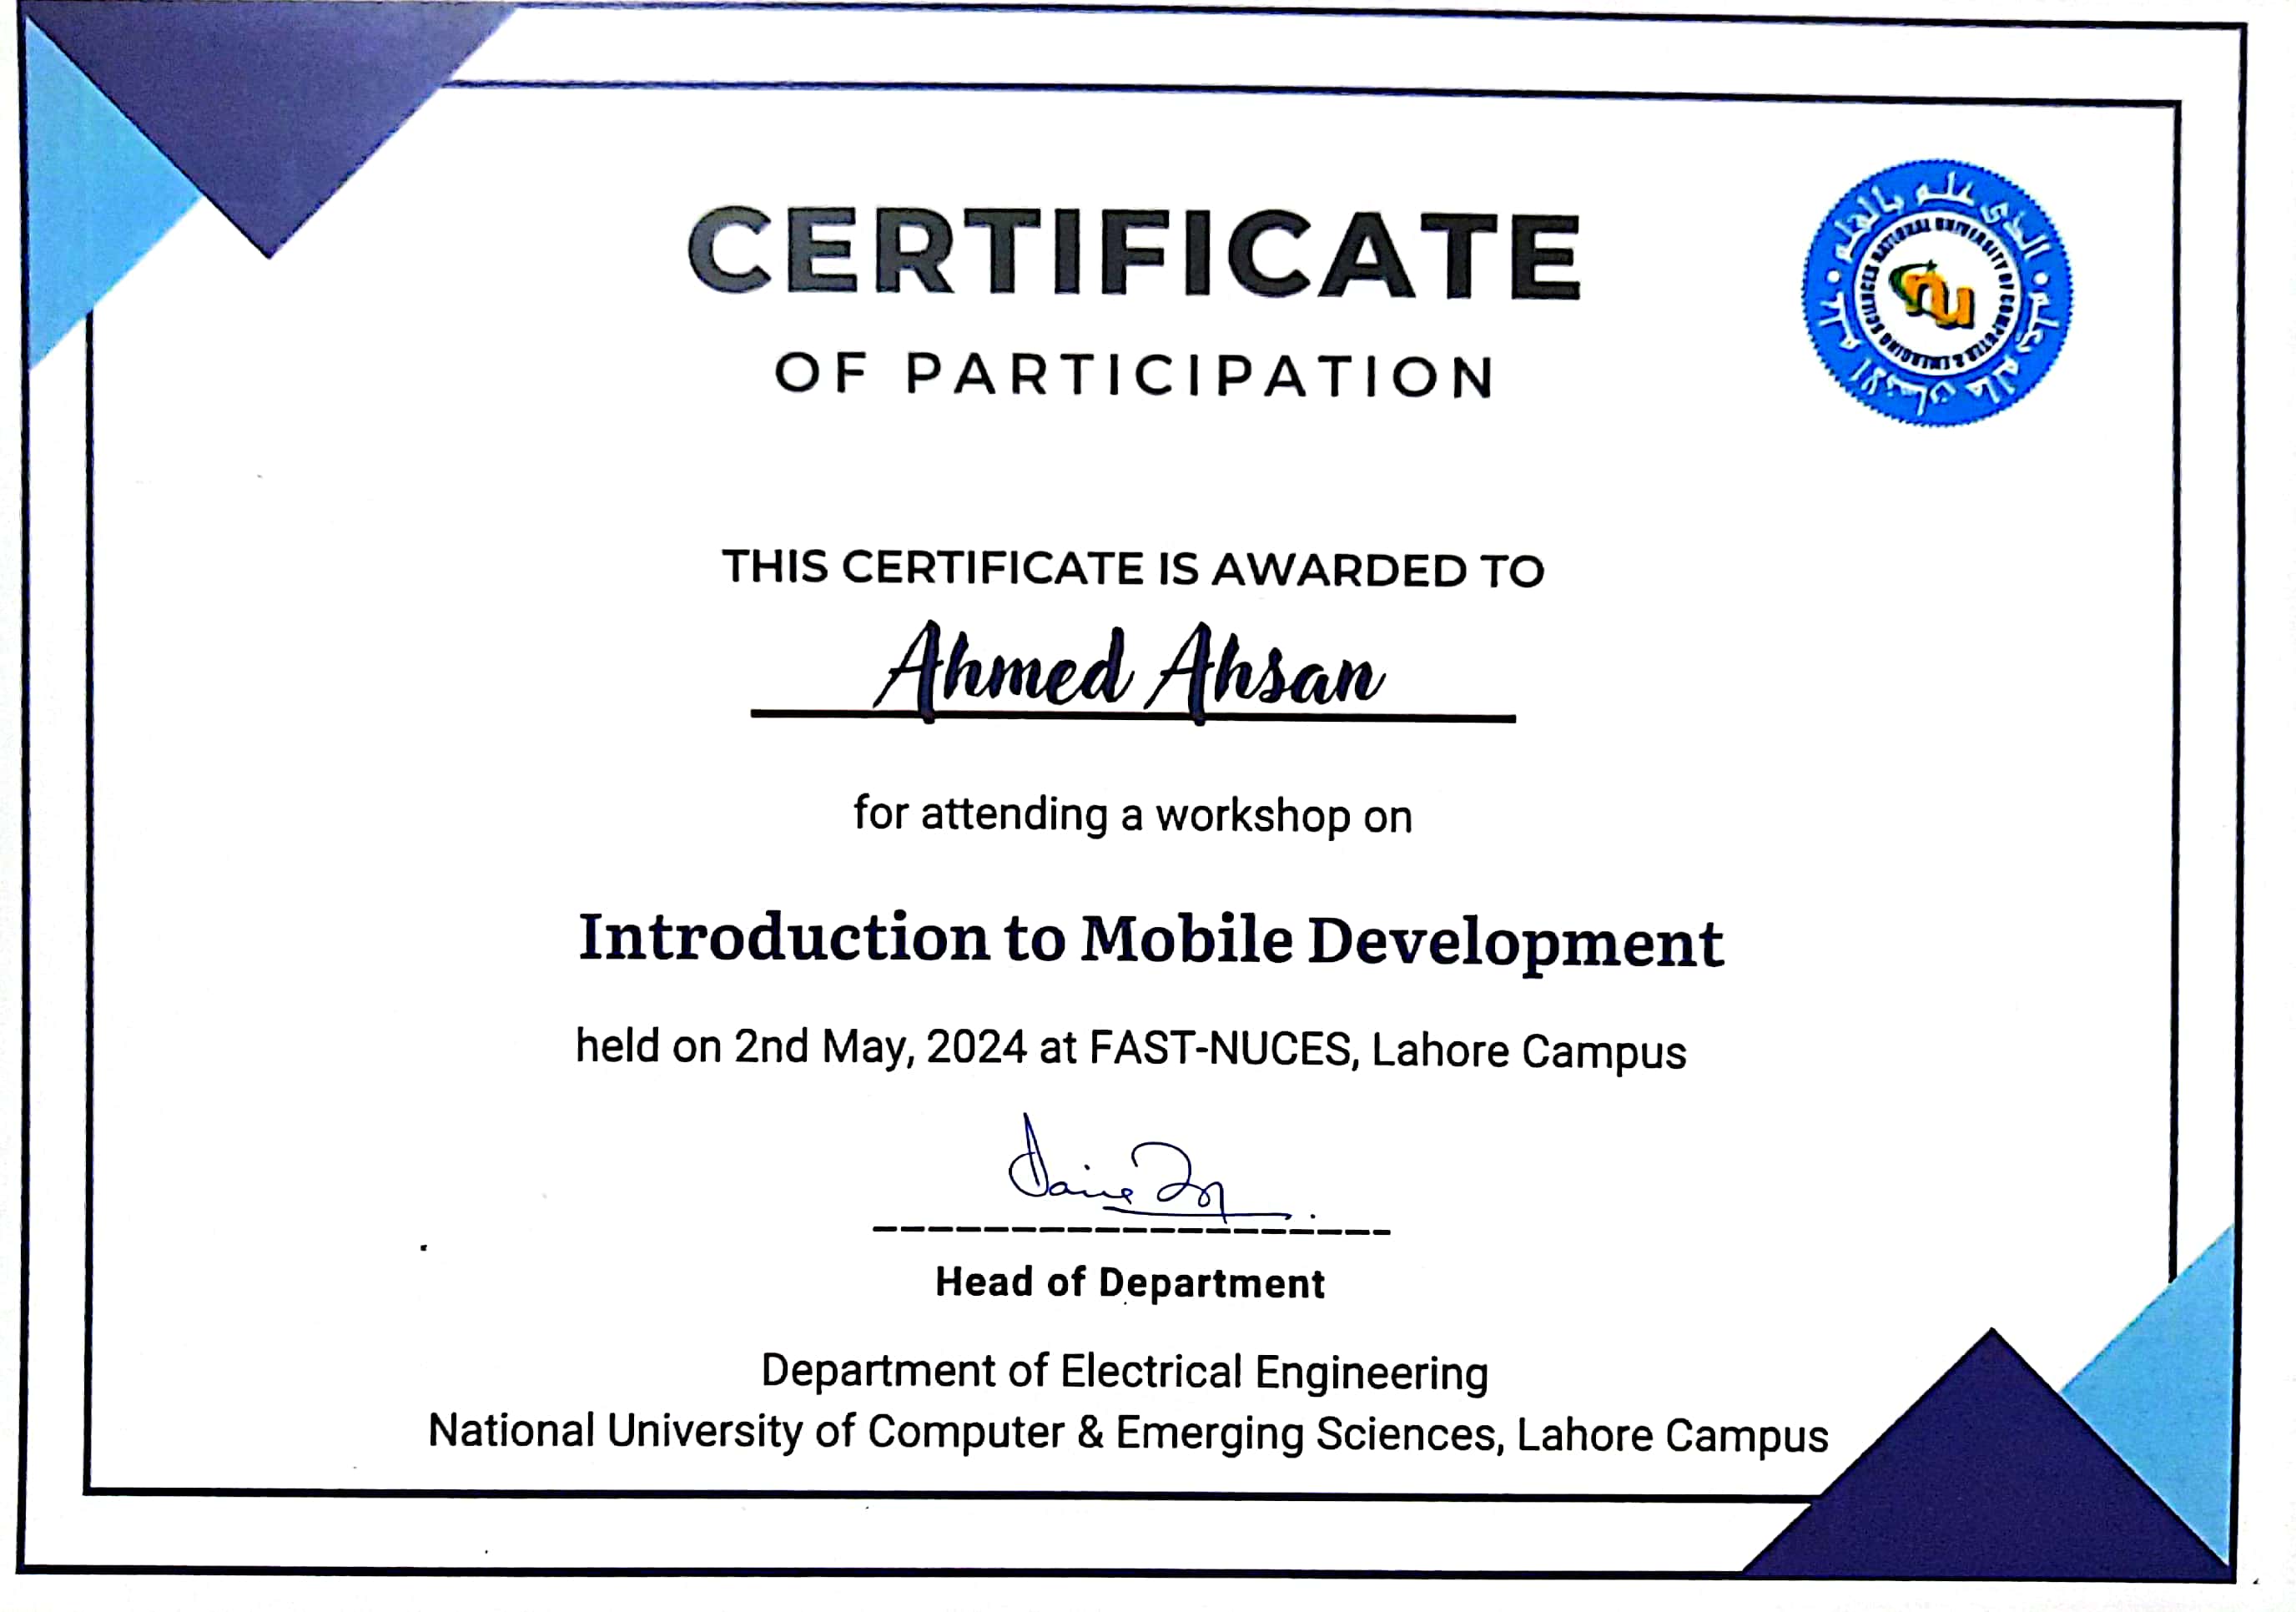 CERTIFICATE
OF PARTICIPATION
NATIONAL UNIVERSITY OF COMPUTER & EMERGING SCIENCES
nu
THIS CERTIFICATE IS AWARDED TO
Ahmed Ahsan
for attending a workshop on
Introduction to Mobile Development
held on 2nd May, 2024 at FAST-NUCES, Lahore Campus
Head of Department
Department of Electrical Engineering
National University of Computer & Emerging Sciences, Lahore Campus